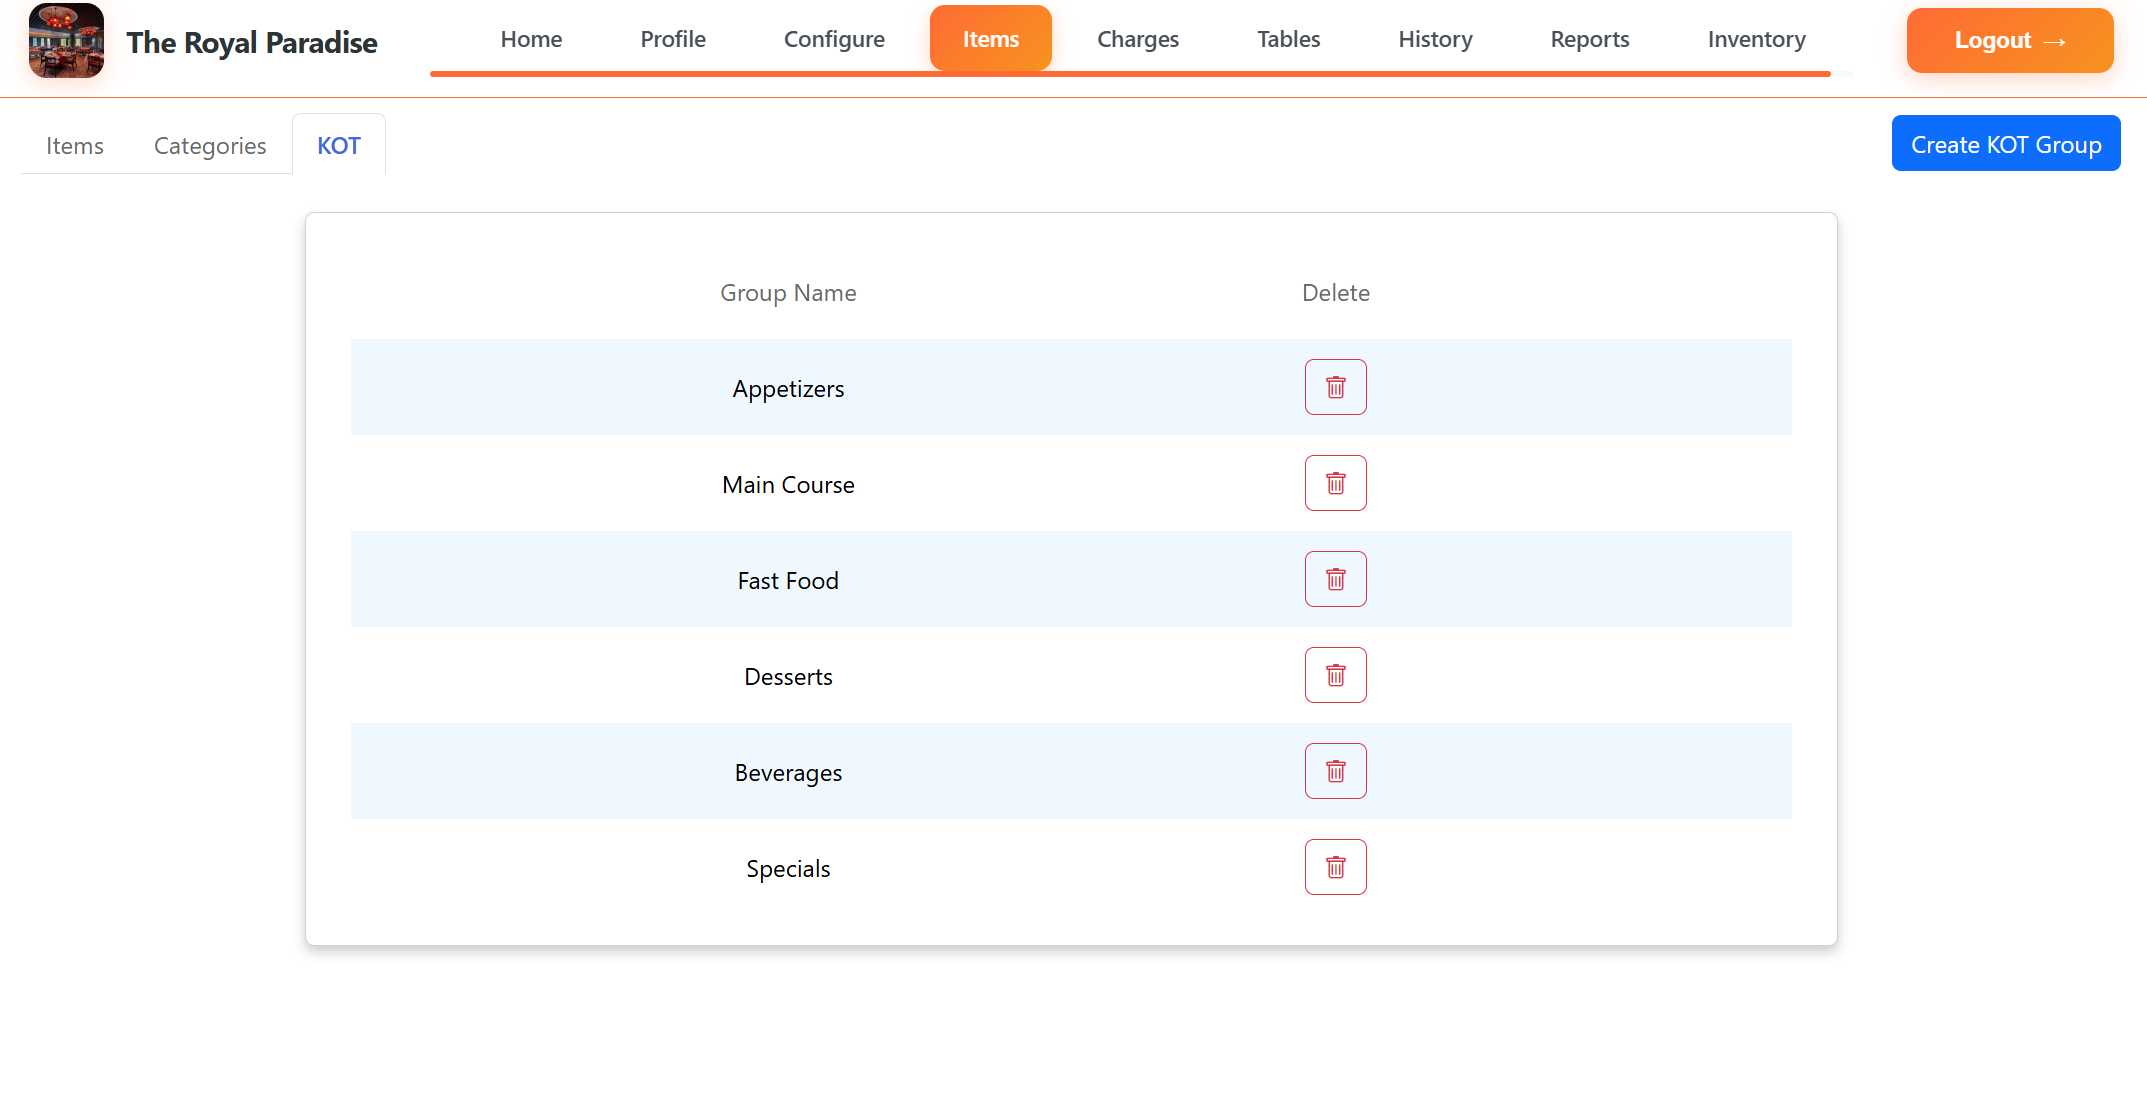 The Royal Paradise
Home Profile Configure Items Charges Tables History Reports Inventory
Logout →
Items Categories KOT
Create KOT Group
Group Name Delete
Appetizers
Main Course
Fast Food
Desserts
Beverages
Specials